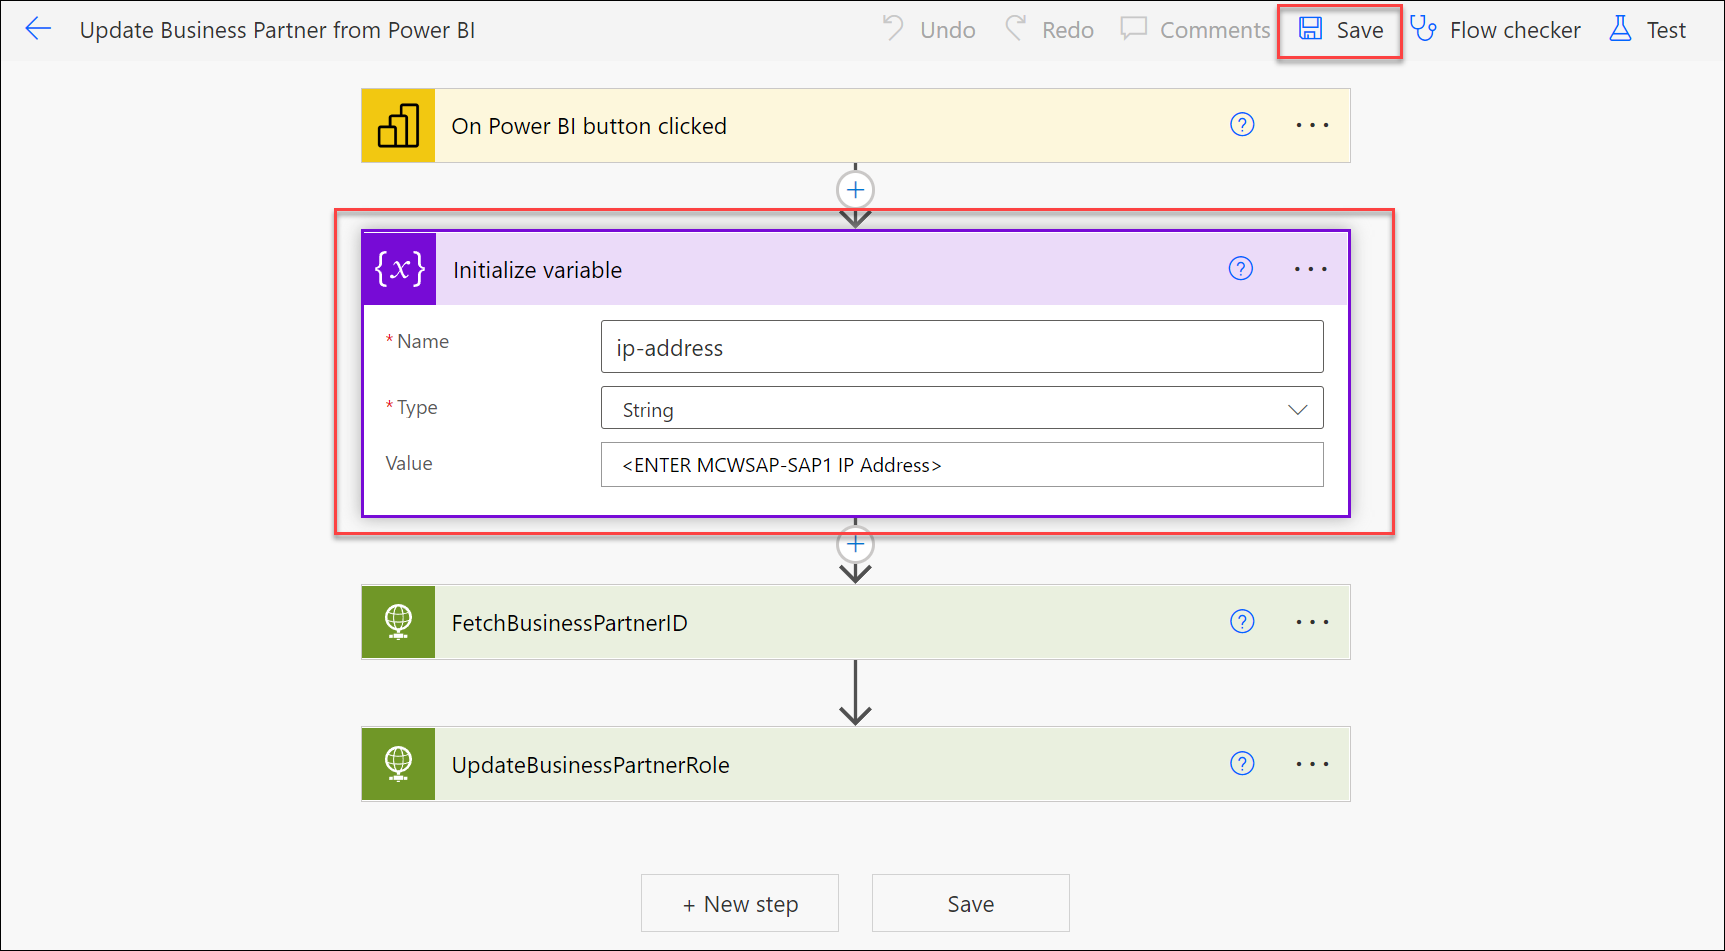 Update Business Partner from Power BI Undo Redo Comments Save Flow checker Test
On Power BI button clicked
{x} Initialize variable
* Name ip-address
* Type String
Value <ENTER MCWSAP-SAP1 IP Address>
FetchBusinessPartnerID
UpdateBusinessPartnerRole
+ New step Save